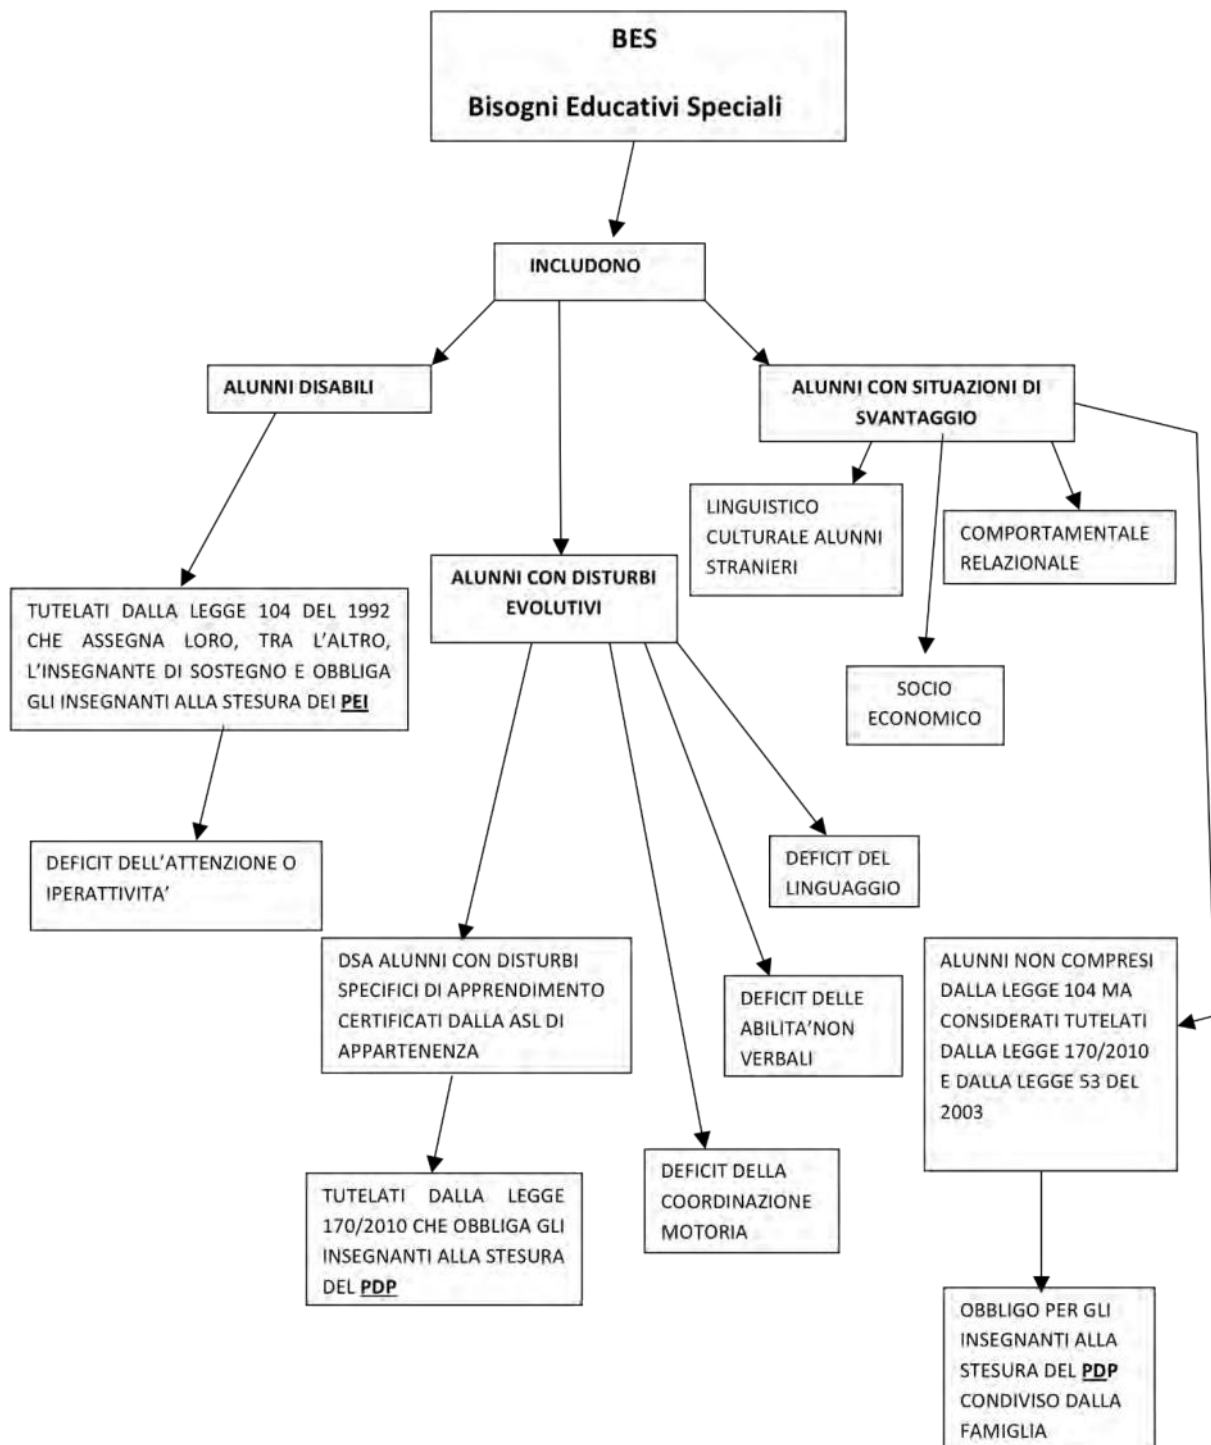 BES
Bisogni Educativi Speciali
INCLUDONO
ALUNNI DISABILI
ALUNNI CON SITUAZIONI DI
SVANTAGGIO
LINGUISTICO
CULTURALE ALUNNI
STRANIERI
COMPORTAMENTALE
RELAZIONALE
ALUNNI CON DISTURBI
EVOLUTIVI
TUTELATI DALLA LEGGE 104 DEL 1992
CHE ASSEGNA LORO, TRA L'ALTRO,
L'INSEGNANTE DI SOSTEGNO E OBBLIGA
GLI INSEGNANTI ALLA STESURA DEI PEI
SOCIO
ECONOMICO
DEFICIT DELL'ATTENZIONE O
IPERATTIVITA'
DEFICIT DEL
LINGUAGGIO
DSA ALUNNI CON DISTURBI
SPECIFICI DI APPRENDIMENTO
CERTIFICATI DALLA ASL DI
APPARTENENZA
DEFICIT DELLE
ABILITA'NON
VERBALI
ALUNNI NON COMPRESI
DALLA LEGGE 104 MA
CONSIDERATI TUTELATI
DALLA LEGGE 170/2010
E DALLA LEGGE 53 DEL
2003
TUTELATI DALLA LEGGE
170/2010 CHE OBBLIGA GLI
INSEGNANTI ALLA STESURA
DEL PDP
DEFICIT DELLA
COORDINAZIONE
MOTORIA
OBBLIGO PER GLI
INSEGNANTI ALLA
STESURA DEL PDP
CONDIVISO DALLA
FAMIGLIA